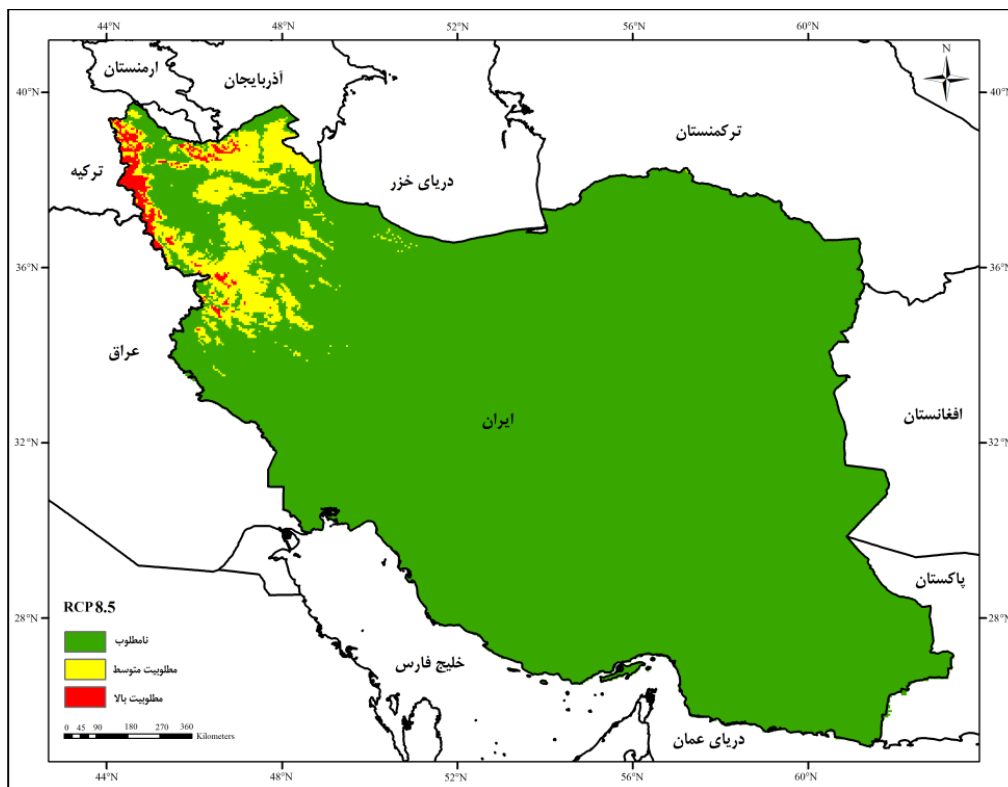 44°N 48°N 52°N 56°N 60°N
N
ارمنستان
آذربایجان
40°N 40°N
ترکمنستان
ترکیه
دریای خزر
36°N 36°N
عراق
افغانستان
ایران
32°N 32°N
پاکستان
RCP 8.5
28°N 28°N
نامطلوب
خلیج فارس
مطلوبیت متوسط
مطلوبیت بالا
0 45 90 180 270 360
Kilometers
دریای عمان
44°N 48°N 52°N 56°N 60°N